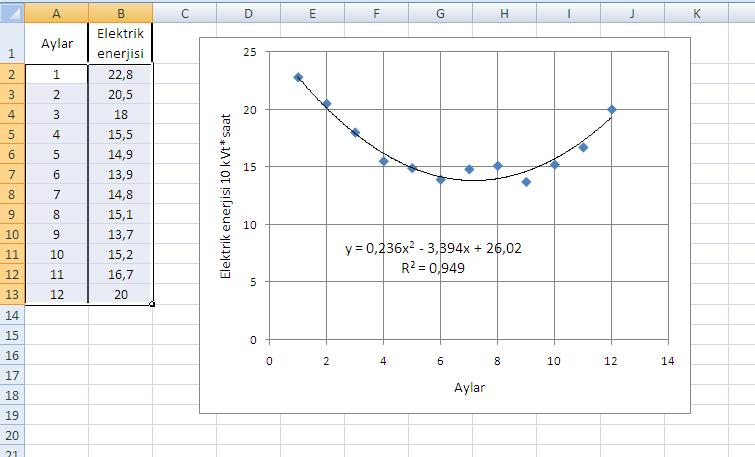 A B C D E F G H I J K
1 Aylar Elektrik
enerjisi
2 1 22,8
3 2 20,5
4 3 18
5 4 15,5
6 5 14,9
7 6 13,9
8 7 14,8
9 8 15,1
10 9 13,7
11 10 15,2
12 11 16,7
13 12 20
14
15
16
17
18
19
20
21
Elektrik enerjisi 10 kVt* saat
25
20
15
10
5
0
y = 0,236x² - 3,394x + 26,02
R² = 0,949
0 2 4 6 8 10 12 14
Aylar